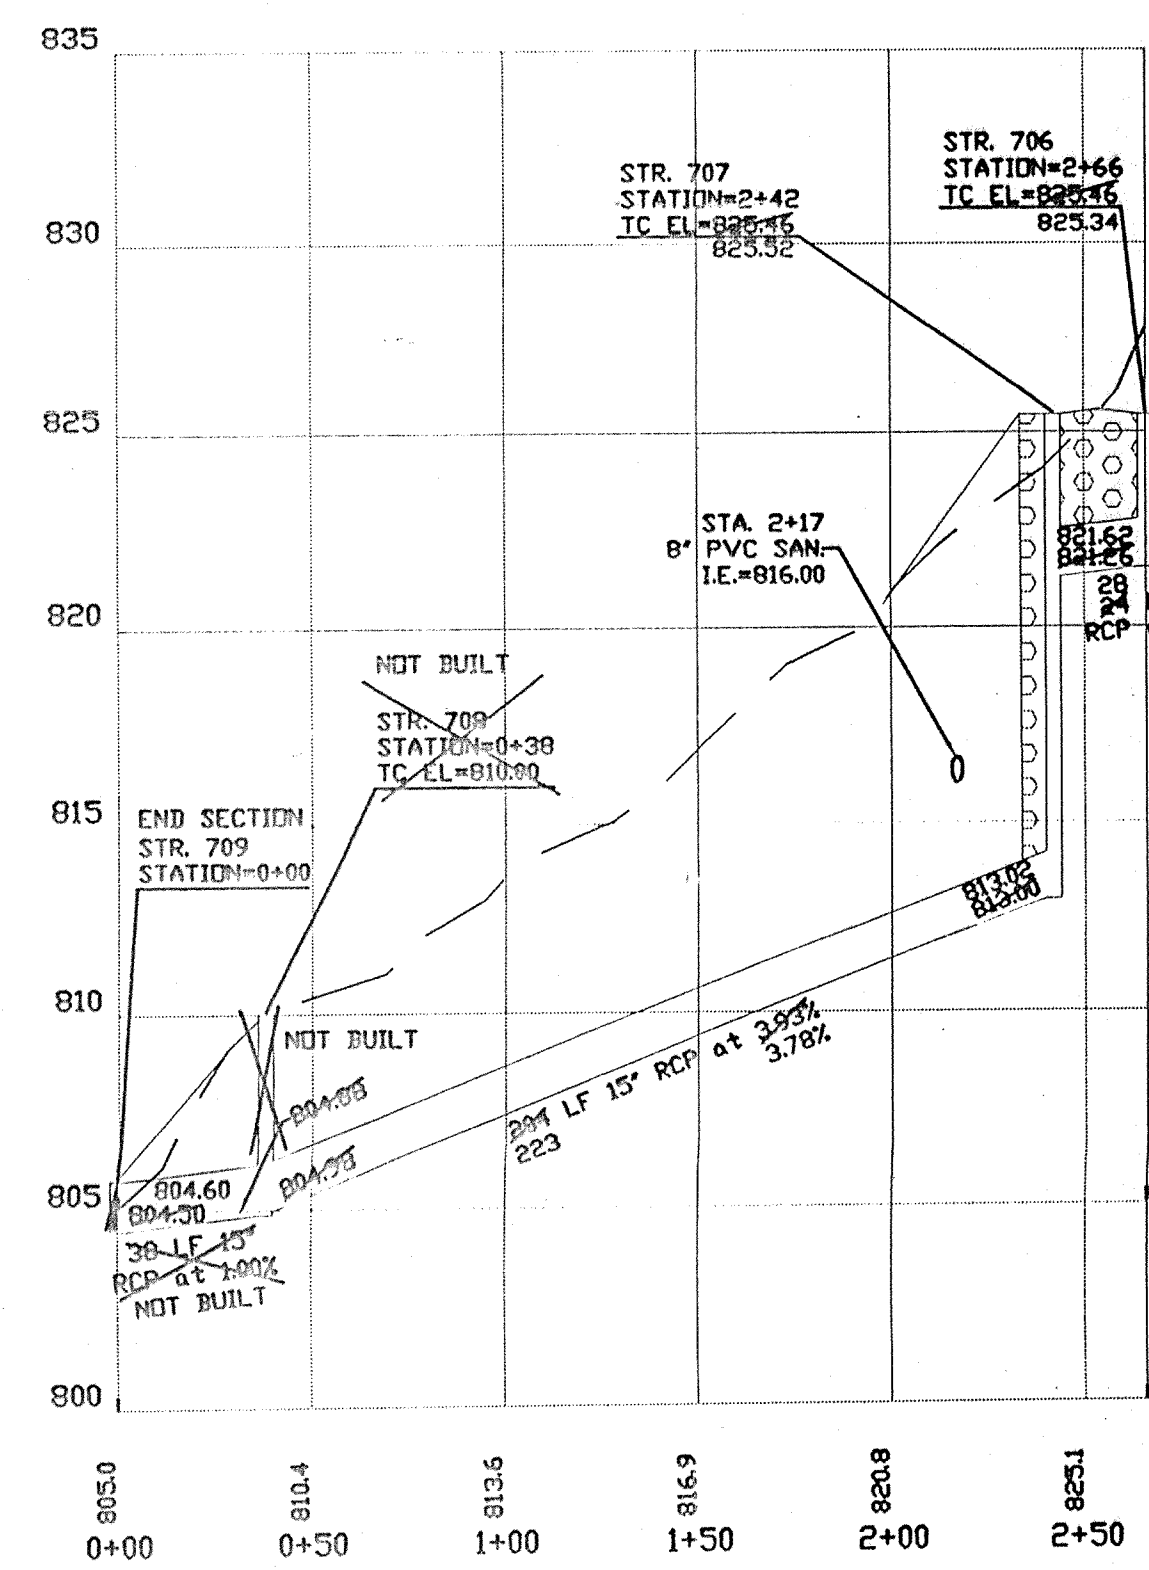 835
830
825
820
815
810
805
800
STR. 707
STATION=2+42
TC EL=825.46
825.52
STR. 706
STATION=2+66
TC EL=825.46
825.34
STA. 2+17
8" PVC SAN.
I.E.=816.00
821.62
821.26
28
24
RCP
NOT BUILT
STR. 708
STATION=0+38
TC EL=810.00
END SECTION
STR. 709
STATION=0+00
813.02
813.00
NOT BUILT
804.88
804.98
LF 15" RCP at 3.93%
3.78%
223
804.60
804.50
38 LF 15"
RCP at 1.00%
NOT BUILT
805.0
810.4
813.6
816.9
820.8
825.1
0+00
0+50
1+00
1+50
2+00
2+50